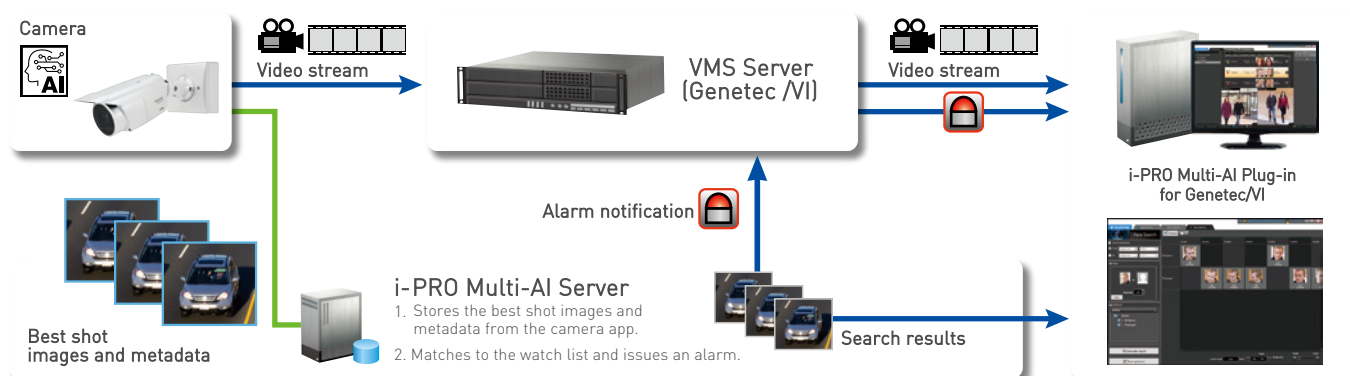 Camera
AI
Video stream
VMS Server
(Genetec /VI)
Video stream
i-PRO Multi-AI Plug-in
for Genetec/VI
Alarm notification
i-PRO Multi-AI Server
1. Stores the best shot images and
metadata from the camera app.
2. Matches to the watch list and issues an alarm.
Best shot
images and metadata
Search results